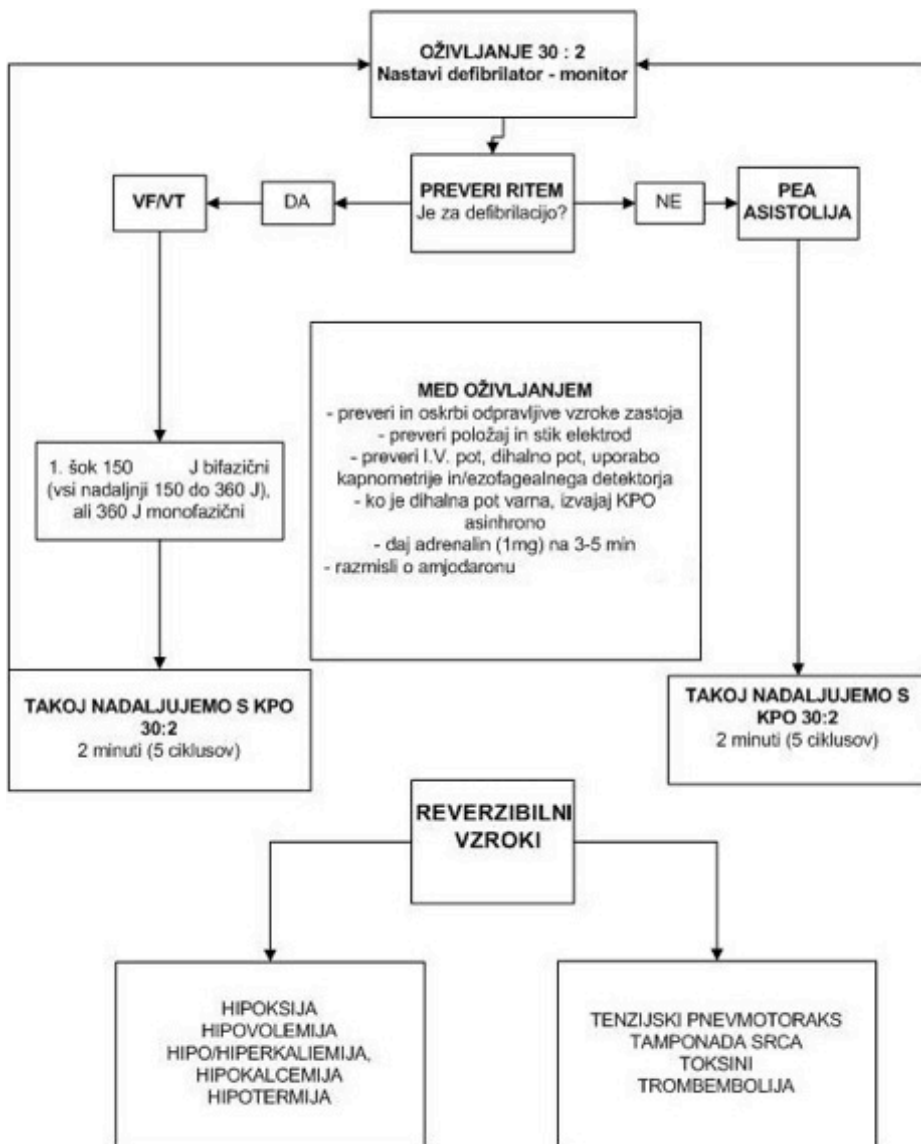 OŽIVLJANJE 30 : 2
Nastavi defibrilator - monitor
PREVERI RITEM
Je za defibrilacijo?
DA
VF/VT
NE
PEA
ASISTOLIJA
MED OŽIVLJANJEM
- preveri in oskrbi odpravljive vzroke zastoja
- preveri položaj in stik elektrod
- preveri I.V. pot, dihalno pot, uporabo
kapnometrije in/ezofagealnega detektorja
- ko je dihalna pot varna, izvajaj KPO
asinhrono
- daj adrenalin (1mg) na 3-5 min
- razmisli o amjodaronu
1. šok 150 J bifazični
(vsi nadaljnji 150 do 360 J),
ali 360 J monofazični
TAKOJ NADALJUJEMO S KPO
30:2
2 minuti (5 ciklusov)
TAKOJ NADALJUJEMO S
KPO 30:2
2 minuti (5 ciklusov)
REVERZIBILNI
VZROKI
HIPOKSIJA
HIPOVOLEMIJA
HIPO/HIPERKALIEMIJA,
HIPOKALCEMIJA
HIPOTERMIJA
TENZIJSKI PNEVMOTORAKS
TAMPONADA SRCA
TOKSINI
TROMBEMBOLIJA